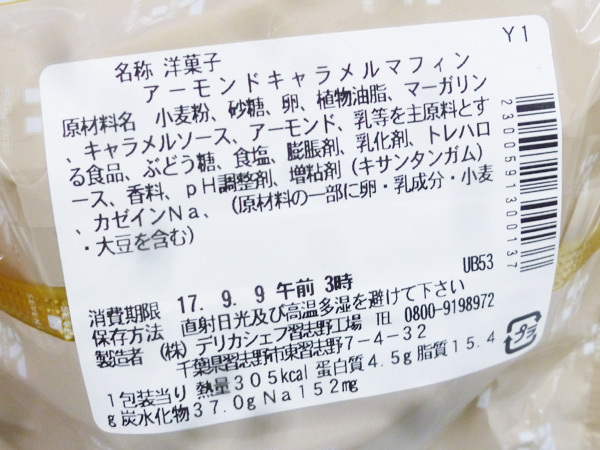 Y1
名称 洋菓子
アーモンドキャラメルマフィン
原材料名 小麦粉、砂糖、卵、植物油脂、マーガリン
、キャラメルソース、アーモンド、乳等を主原料とす
る食品、ぶどう糖、食塩、膨脹剤、乳化剤、トレハロ
ース、香料、pH調整剤、増粘剤（キサンタンガム）
、カゼインNa、（原材料の一部に卵・乳成分・小麦
・大豆を含む）
2300591300137
UB53
消費期限 17. 9. 9 午前 3時
保存方法 直射日光及び高温多湿を避けて下さい
製造者 （株）デリカシェフ習志野工場 TEL 0800-9198972
千葉県習志野市東習志野7-4-32
1包装当り 熱量305kcal 蛋白質4.5g 脂質15.4
g 炭水化物37.0g Na152mg
プラ